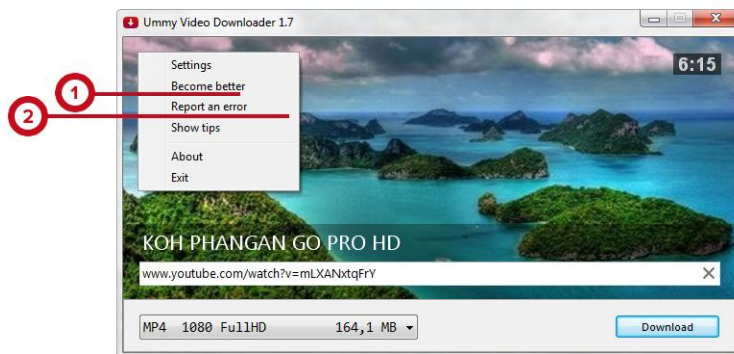 Ummy Video Downloader 1.7
6:15
Settings
Become better
1
Report an error
2
Show tips
About
Exit
KOH PHANGAN GO PRO HD
www.youtube.com/watch?v=mLXANxtqFrY
MP4 1080 FullHD 164,1 MB
Download